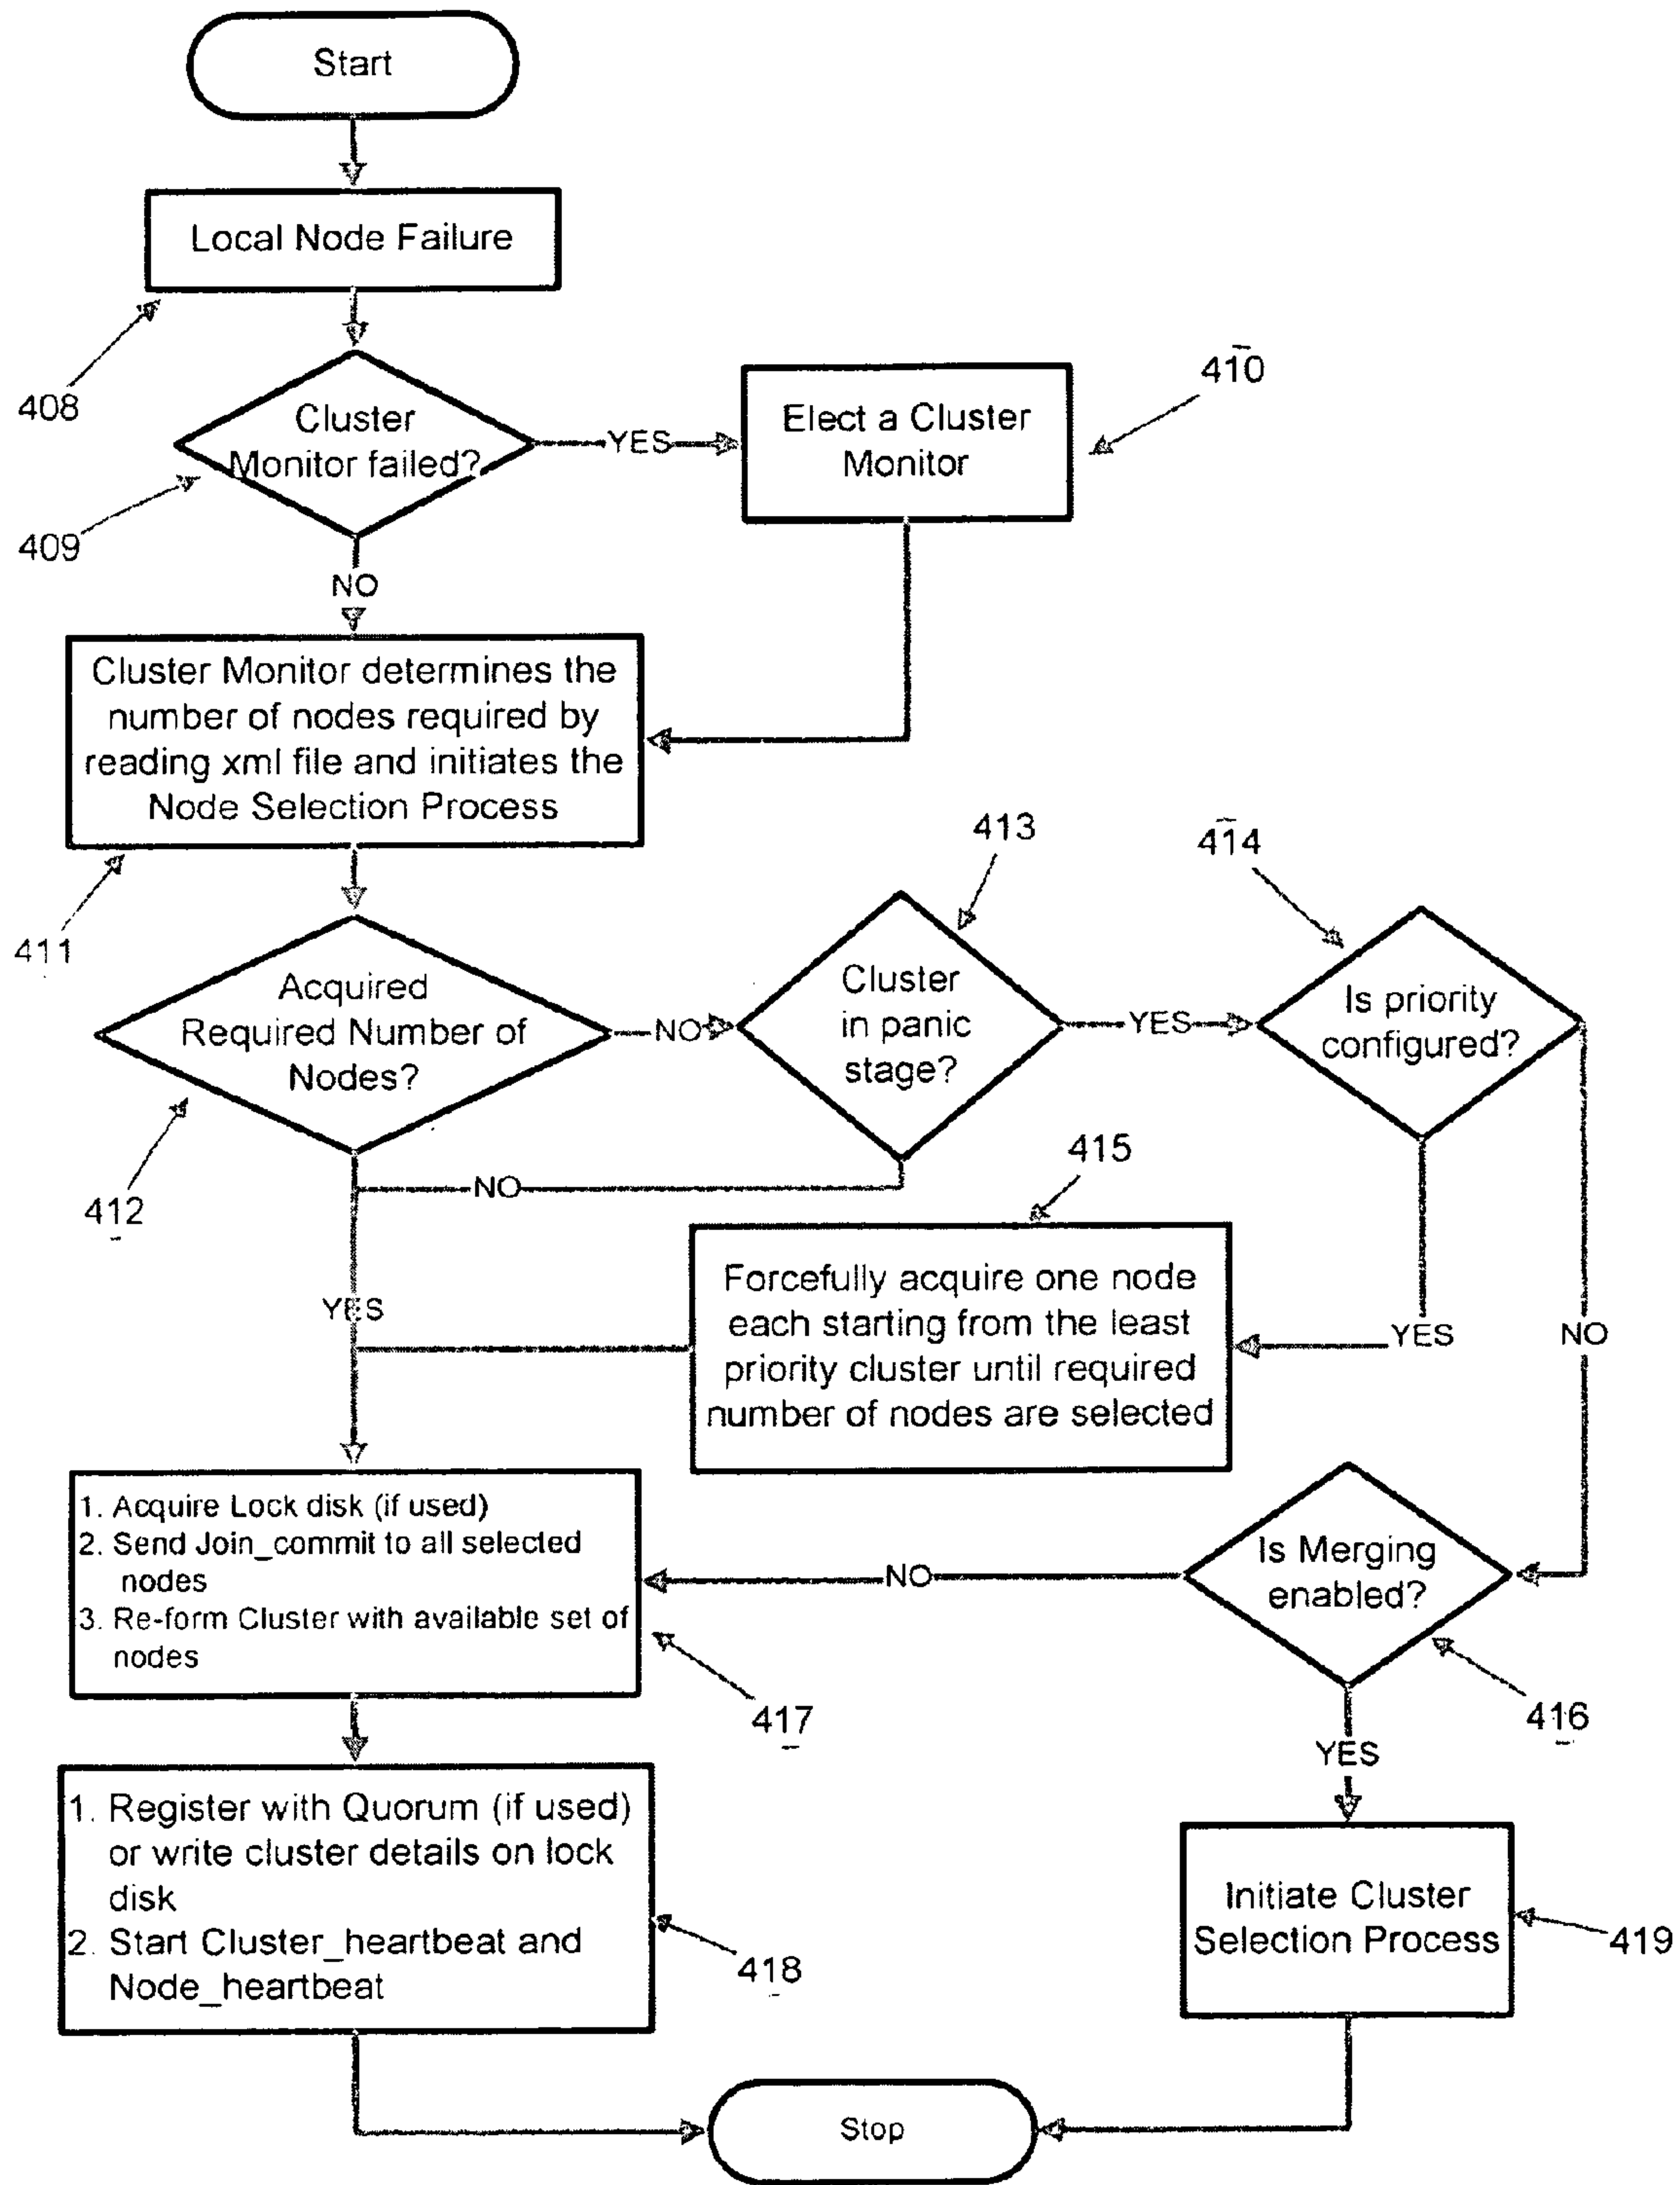 Start
Local Node Failure
408
Cluster
Monitor failed?
409
YES
Elect a Cluster
Monitor
410
NO
Cluster Monitor determines the
number of nodes required by
reading xml file and initiates the
Node Selection Process
411
Acquired
Required Number of
Nodes?
412
NO
Cluster
in panic
stage?
413
YES
Is priority
configured?
414
NO
YES
415
Forcefully acquire one node
each starting from the least
priority cluster until required
number of nodes are selected
YES
NO
1. Acquire Lock disk (if used)
2. Send Join_commit to all selected
nodes
3. Re-form Cluster with available set of
nodes
417
NO
Is Merging
enabled?
416
YES
1. Register with Quorum (if used)
or write cluster details on lock
disk
2. Start Cluster_heartbeat and
Node_heartbeat
418
Initiate Cluster
Selection Process
419
Stop